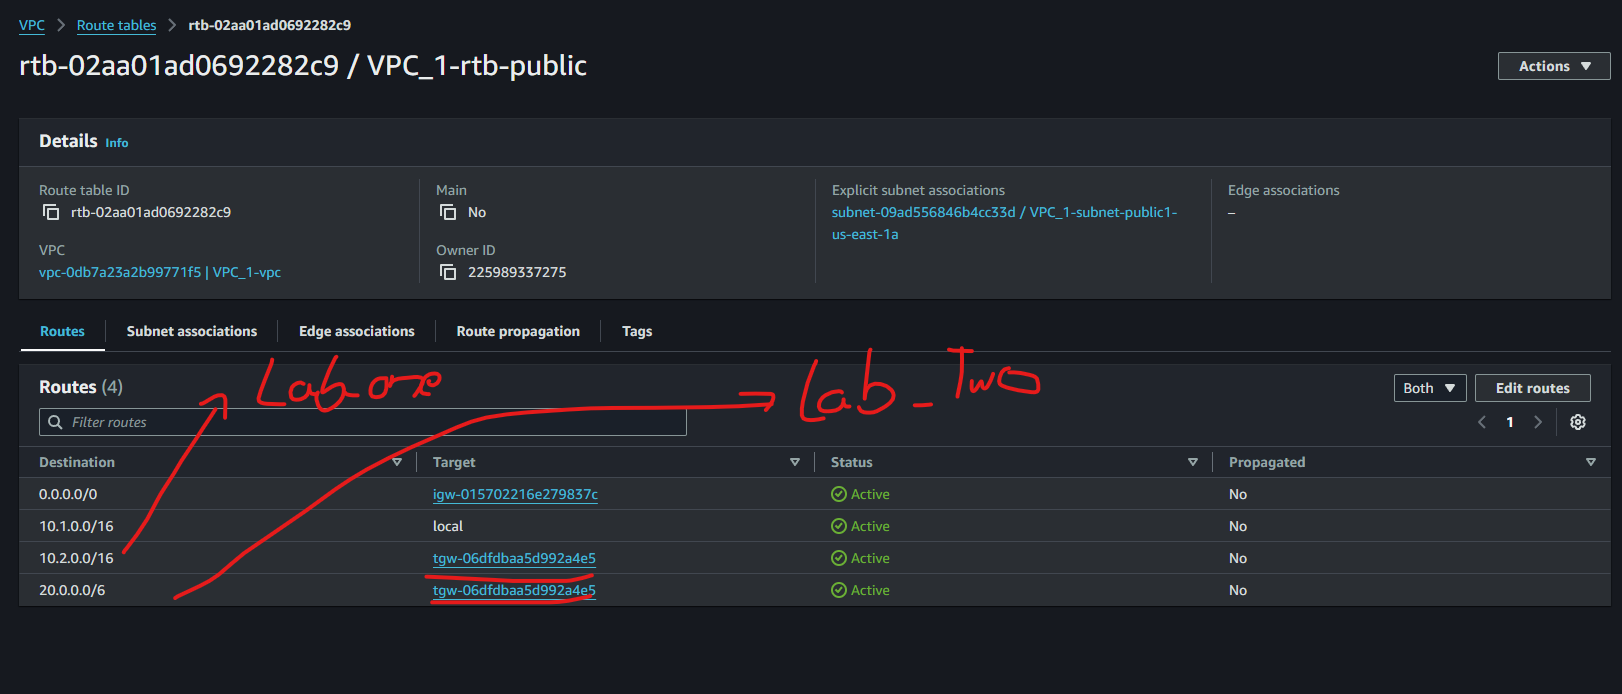 VPC > Route tables > rtb-02aa01ad0692282c9
rtb-02aa01ad0692282c9 / VPC_1-rtb-public
Actions
Details Info
Route table ID
rtb-02aa01ad0692282c9
Main
No
Explicit subnet associations
subnet-09ad556846b4cc33d / VPC_1-subnet-public1-
us-east-1a
Edge associations
–
VPC
vpc-0db7a23a2b99771f5 | VPC_1-vpc
Owner ID
225989337275
Routes Subnet associations Edge associations Route propagation Tags
Lab_one
Lab_Two
Routes (4)
Both
Edit routes
Filter routes
1
Destination Target Status Propagated
0.0.0.0/0 igw-015702216e279837c Active No
10.1.0.0/16 local Active No
10.2.0.0/16 tgw-06dfdbaa5d992a4e5 Active No
20.0.0.0/6 tgw-06dfdbaa5d992a4e5 Active No